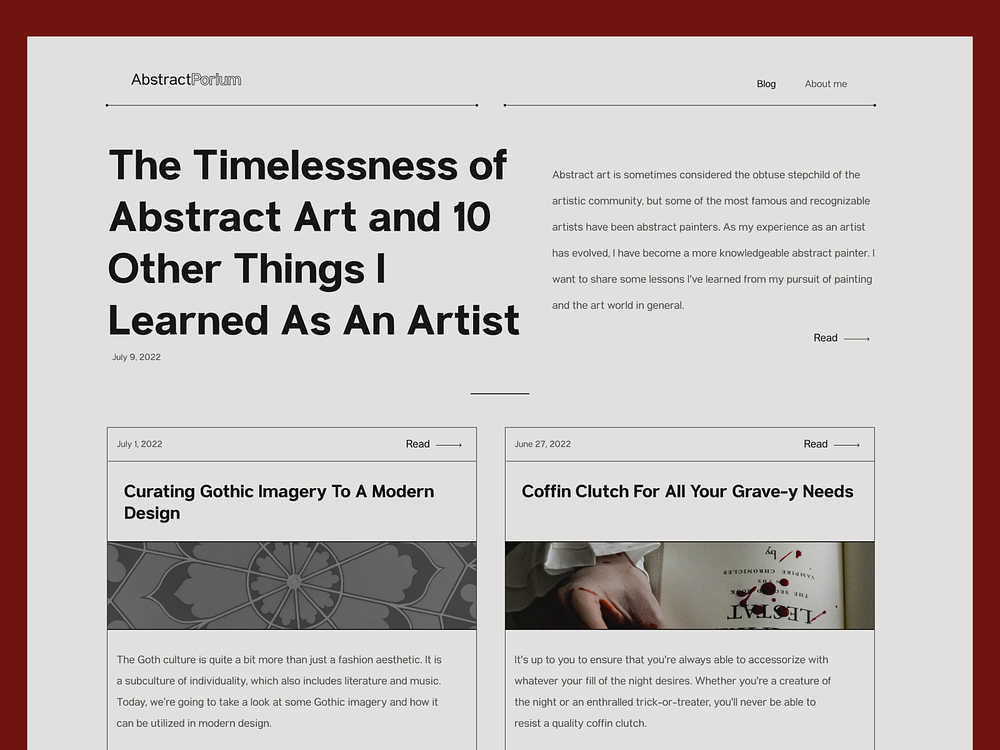 AbstractPorium
Blog
About me
The Timelessness of
Abstract Art and 10
Other Things I
Learned As An Artist
July 9, 2022
Abstract art is sometimes considered the obtuse stepchild of the
artistic community, but some of the most famous and recognizable
artists have been abstract painters. As my experience as an artist
has evolved, I have become a more knowledgeable abstract painter. I
want to share some lessons I've learned from my pursuit of painting
and the art world in general.
Read
July 1, 2022
Read
Curating Gothic Imagery To A Modern
Design
The Goth culture is quite a bit more than just a fashion aesthetic. It is
a subculture of individuality, which also includes literature and music.
Today, we're going to take a look at some Gothic imagery and how it
can be utilized in modern design.
June 27, 2022
Read
Coffin Clutch For All Your Grave-y Needs
by
VAMPIRE CHRONICLES
LESTAT
It's up to you to ensure that you're always able to accessorize with
whatever your fill of the night desires. Whether you're a creature of
the night or an enthralled trick-or-treater, you'll never be able to
resist a quality coffin clutch.